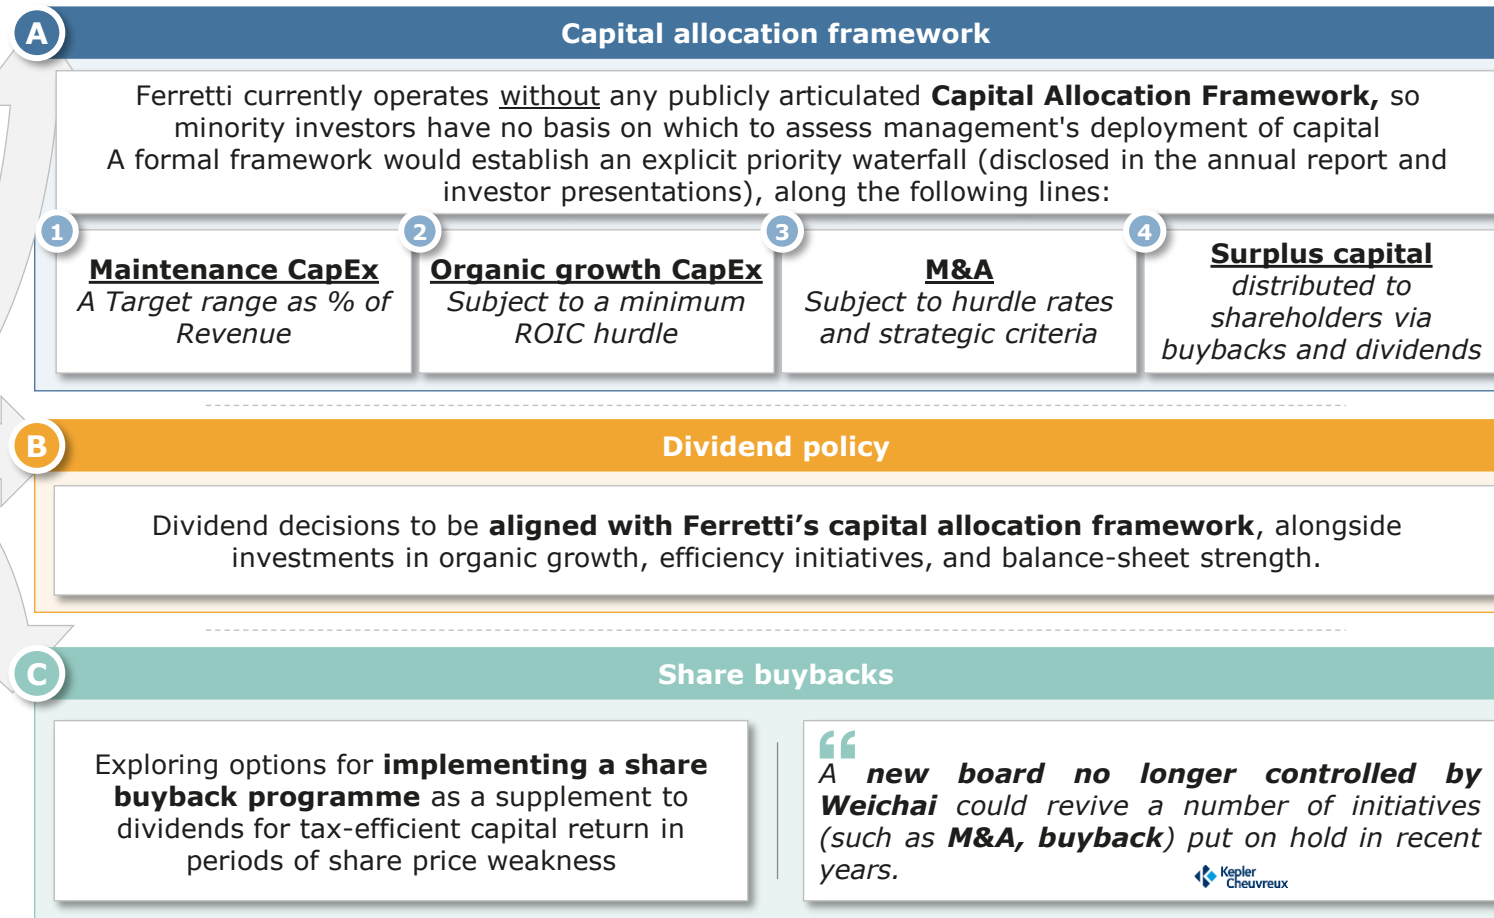 A
Capital allocation framework
Ferretti currently operates without any publicly articulated Capital Allocation Framework, so
minority investors have no basis on which to assess management's deployment of capital
A formal framework would establish an explicit priority waterfall (disclosed in the annual report and
investor presentations), along the following lines:
1
Maintenance CapEx
A Target range as % of
Revenue
2
Organic growth CapEx
Subject to a minimum
ROIC hurdle
3
M&A
Subject to hurdle rates
and strategic criteria
4
Surplus capital
distributed to
shareholders via
buybacks and dividends
B
Dividend policy
Dividend decisions to be aligned with Ferretti’s capital allocation framework, alongside
investments in organic growth, efficiency initiatives, and balance-sheet strength.
C
Share buybacks
Exploring options for implementing a share
buyback programme as a supplement to
dividends for tax-efficient capital return in
periods of share price weakness
“
A new board no longer controlled by
Weichai could revive a number of initiatives
(such as M&A, buyback) put on hold in recent
years.
Kepler
Cheuvreux